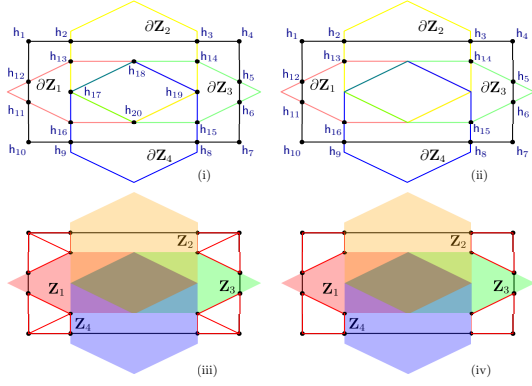 h1 h2 ∂Z2 h3 h4
h13 h14
h12 ∂Z1 h18 h5
h17 h19 ∂Z3
h11 h6
h16 h20 h15
h10 h9 ∂Z4 h8 h7
(i)
h1 h2 ∂Z2 h3 h4
h13 h14
h12 ∂Z1 h5
∂Z3
h11 h6
h16 h15
h10 h9 ∂Z4 h8 h7
(ii)
Z2
Z1 Z3
Z4
(iii)
Z2
Z1 Z3
Z4
(iv)